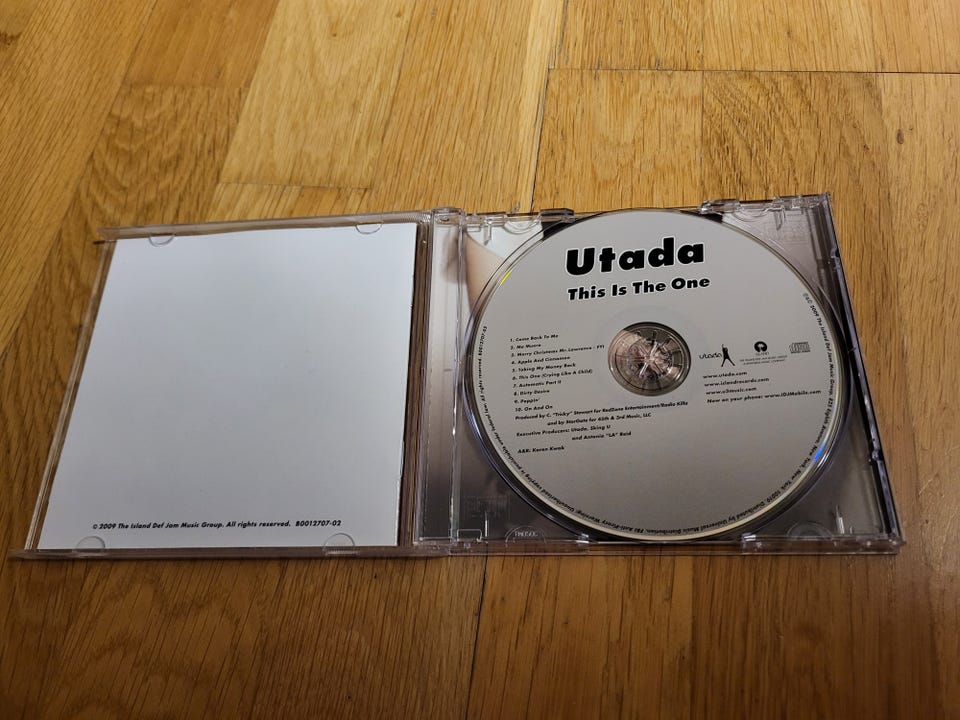 Utada
This Is The One
1. Come Back To Me
2. Me Muero
3. Merry Christmas Mr. Lawrence - FYI
4. Apple And Cinnamon
5. Taking My Money Back
6. This One (Crying Like A Child)
7. Automatic Part II
8. Dirty Desire
9. Poppin'
10. On And On
Produced by C. "Tricky" Stewart for RedZone Entertainment/Radio Killa
and by StarGate for 45th & 3rd Music, LLC
Executive Producers: Utada, Sking U
and Antonio "LA" Reid
A&R: Karen Kwak
utada
ISLAND
www.utada.com
www.islandrecords.com
www.u3music.com
Now on your phone: www.IDJMobile.com
© 2009 The Island Def Jam Music Group. All rights reserved. B0012707-02